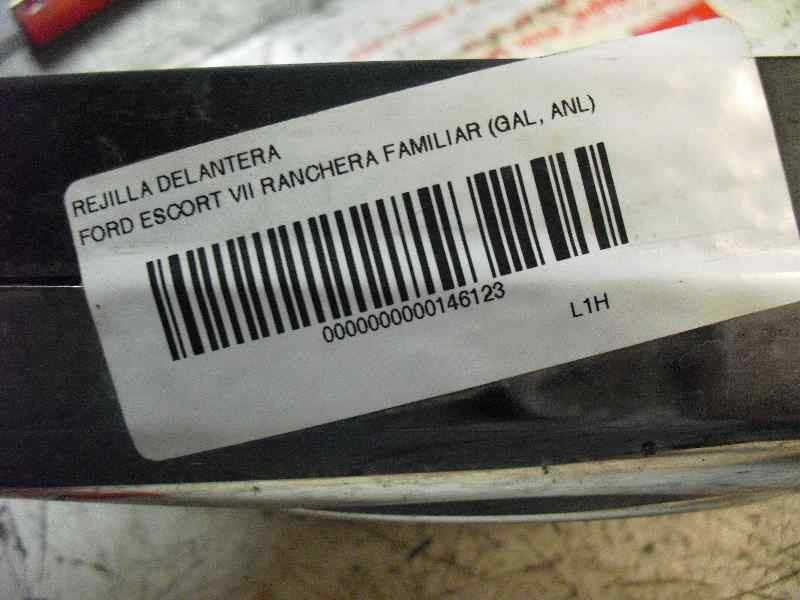 REJILLA DELANTERA
FORD ESCORT VII RANCHERA FAMILIAR (GAL, ANL)
0000000000146123
L1H